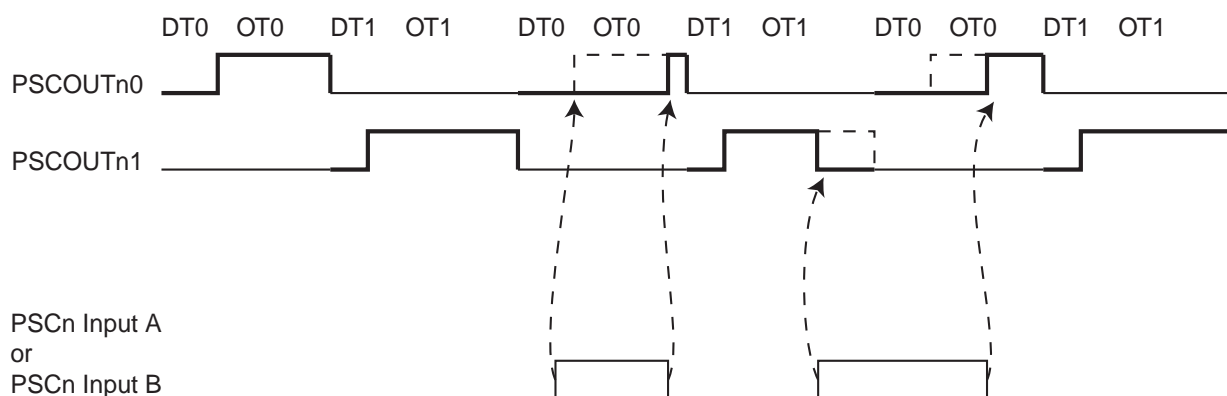 DT0 OT0 DT1 OT1 DT0 OT0 DT1 OT1 DT0 OT0 DT1 OT1
PSCOUTn0
PSCOUTn1
PSCn Input A
or
PSCn Input B